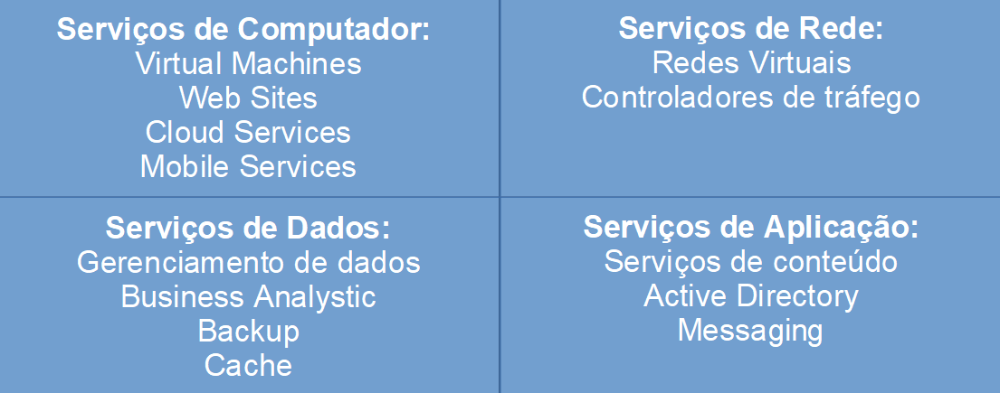 Serviços de Computador:
Virtual Machines
Web Sites
Cloud Services
Mobile Services
Serviços de Rede:
Redes Virtuais
Controladores de tráfego
Serviços de Dados:
Gerenciamento de dados
Business Analystic
Backup
Cache
Serviços de Aplicação:
Serviços de conteúdo
Active Directory
Messaging